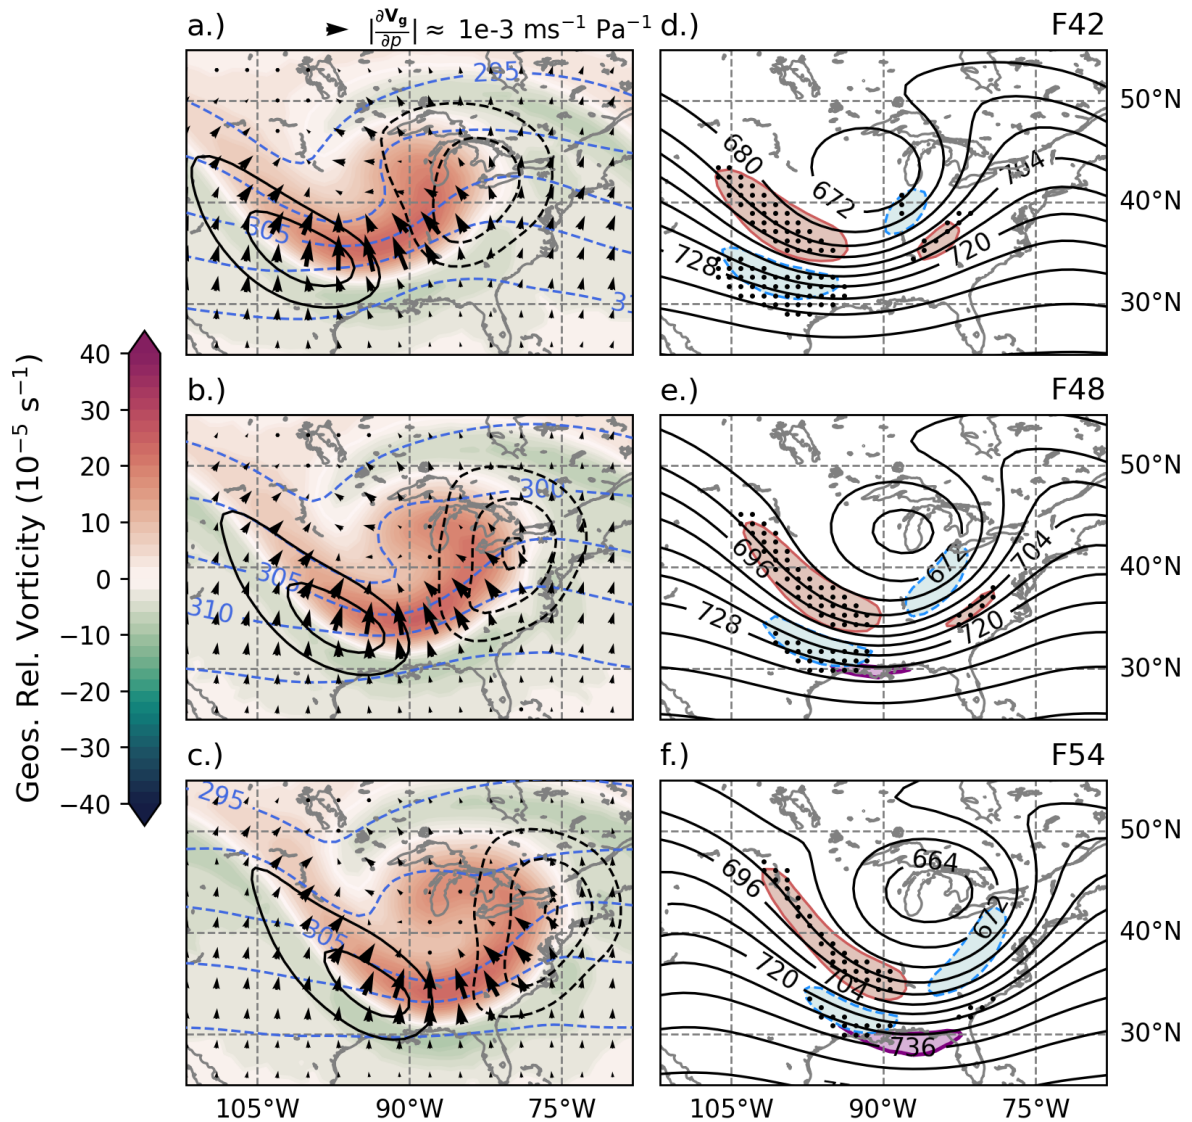 a.)
|∂Vg/∂p| ≈ 1e-3 ms⁻¹ Pa⁻¹
d.)
F42
295
305
3
680
672
704
720
728
50°N
40°N
30°N
b.)
e.)
F48
300
305
310
696
672
704
720
728
50°N
40°N
30°N
Geos. Rel. Vorticity (10⁻⁵ s⁻¹)
40
30
20
10
0
−10
−20
−30
−40
c.)
f.)
F54
295
305
664
696
672
720
704
736
50°N
40°N
30°N
105°W
90°W
75°W
105°W
90°W
75°W